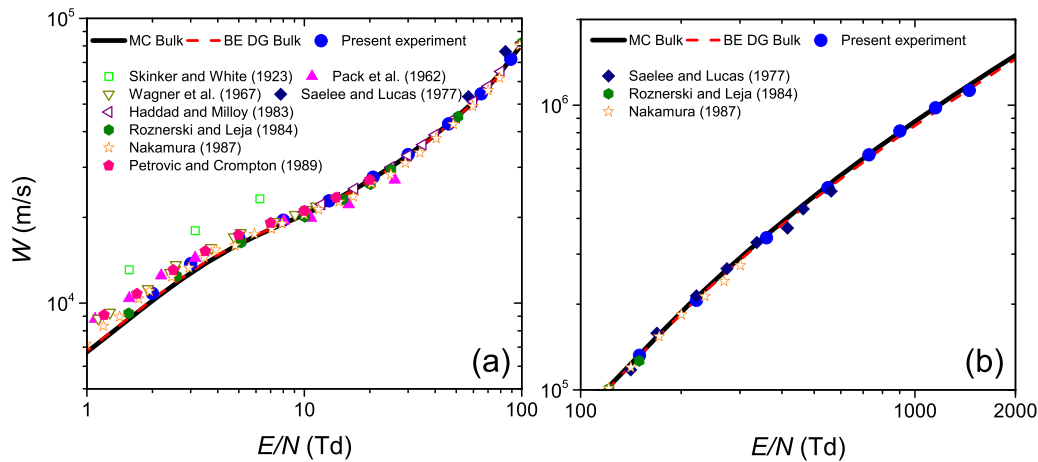 10^5
MC Bulk BE DG Bulk Present experiment
Skinker and White (1923) Pack et al. (1962)
Wagner et al. (1967) Saelee and Lucas (1977)
Haddad and Milloy (1983)
Roznerski and Leja (1984)
Nakamura (1987)
Petrovic and Crompton (1989)
W (m/s)
10^4
(a)
1 10 100
E/N (Td)
MC Bulk BE DG Bulk Present experiment
Saelee and Lucas (1977)
10^6
Roznerski and Leja (1984)
Nakamura (1987)
(b)
10^5
100 1000 2000
E/N (Td)